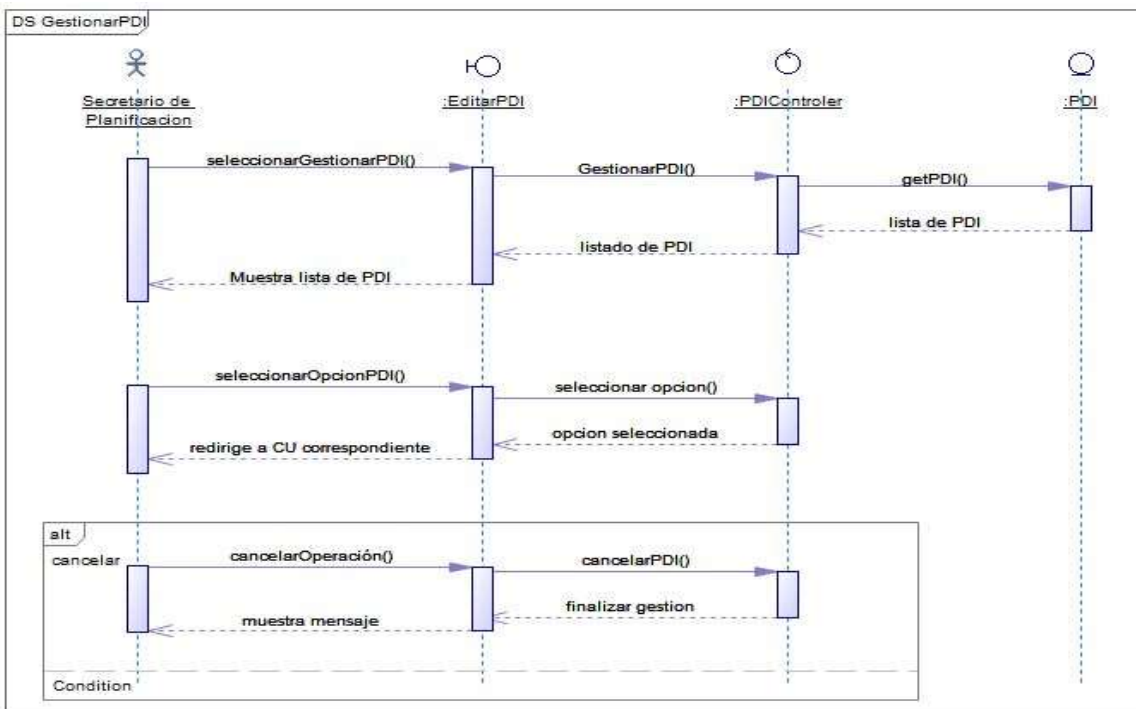 DS GestionarPDI
Secretario de
Planificacion
:EditarPDI
:PDIControler
:PDI
seleccionarGestionarPDI()
GestionarPDI()
getPDI()
lista de PDI
listado de PDI
Muestra lista de PDI
seleccionarOpcionPDI()
seleccionar opcion()
opcion seleccionada
redirige a CU correspondiente
alt
cancelar
cancelarOperación()
cancelarPDI()
finalizar gestion
muestra mensaje
Condition